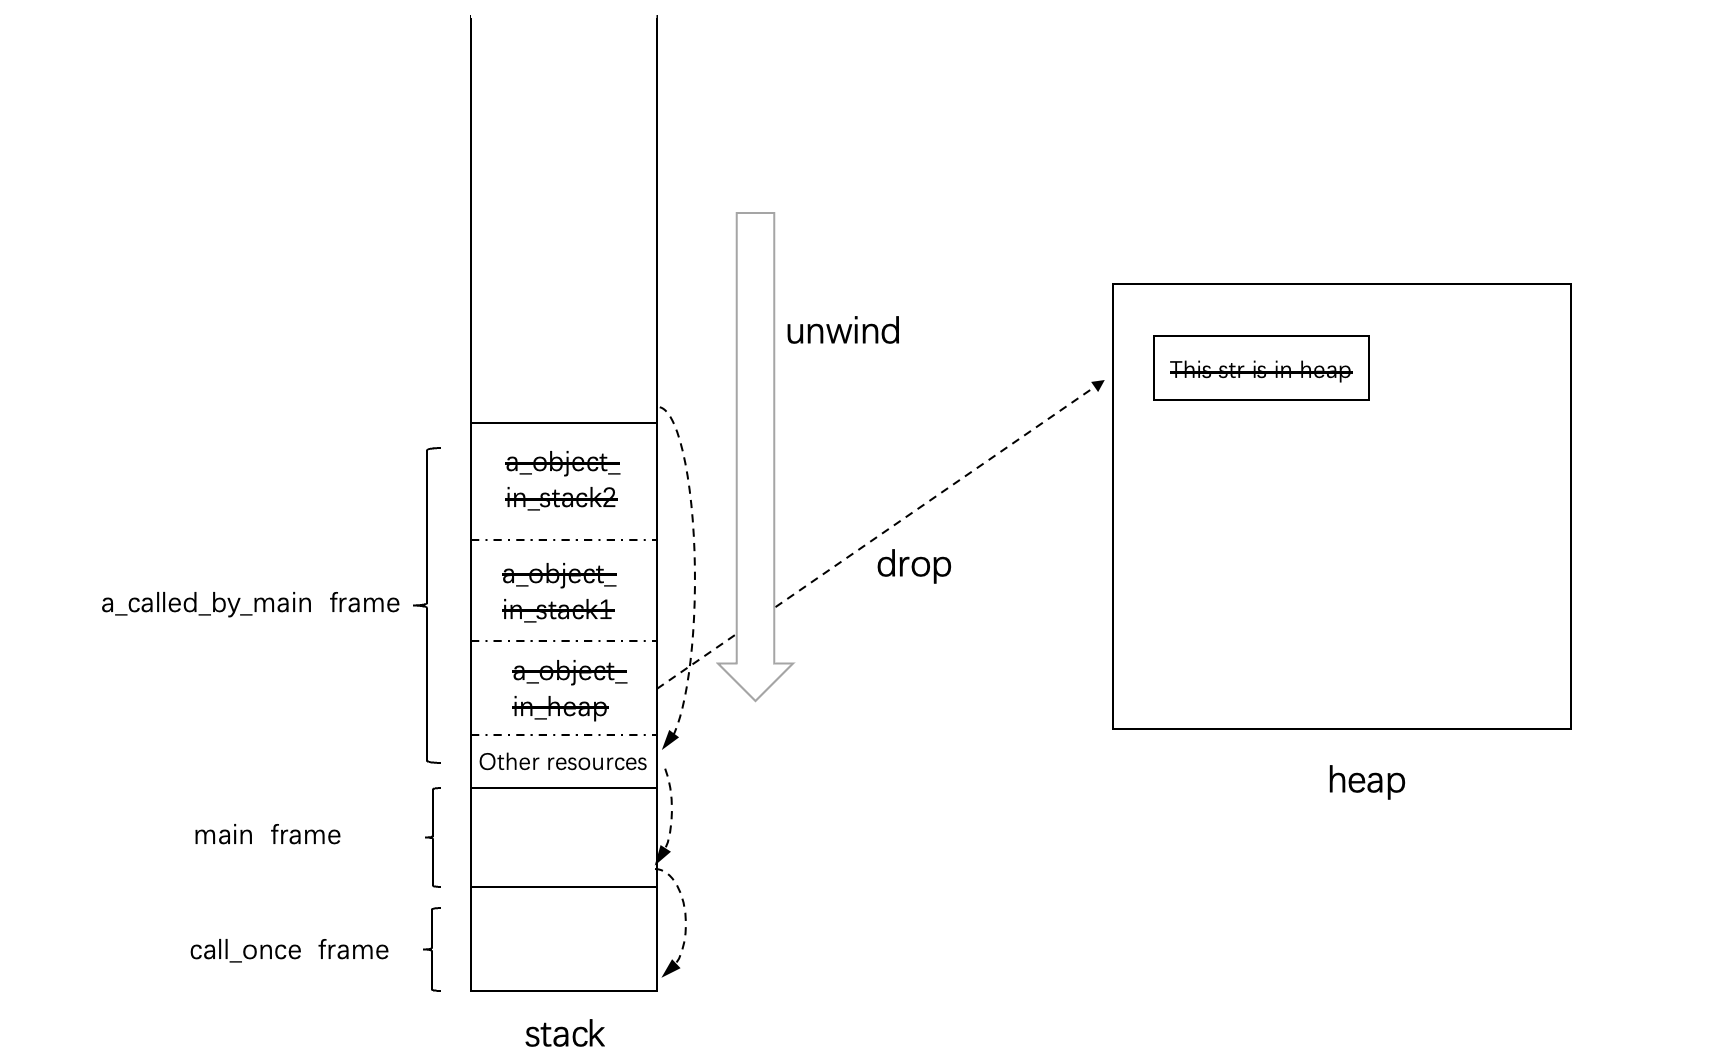 unwind
This str is in heap
a_object_
in_stack2
drop
a_object_
in_stack1
a_called_by_main frame
a_object_
in_heap
Other resources
heap
main frame
call_once frame
stack